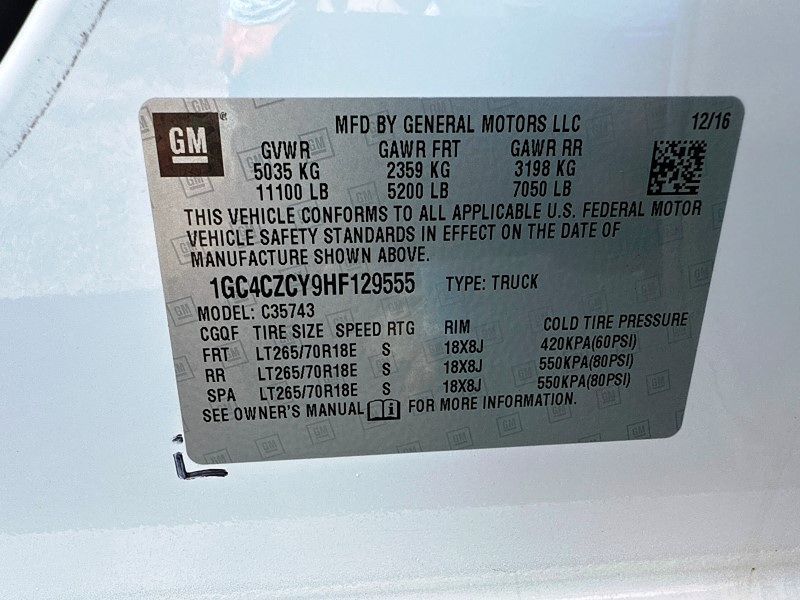 GM
MFD BY GENERAL MOTORS LLC 12/16
GVWR GAWR FRT GAWR RR
5035 KG 2359 KG 3198 KG
11100 LB 5200 LB 7050 LB
THIS VEHICLE CONFORMS TO ALL APPLICABLE U.S. FEDERAL MOTOR
VEHICLE SAFETY STANDARDS IN EFFECT ON THE DATE OF
MANUFACTURE SHOWN ABOVE.
1GC4CZCY9HF129555 TYPE: TRUCK
MODEL: C35743
CGQF TIRE SIZE SPEED RTG RIM COLD TIRE PRESSURE
FRT LT265/70R18E S 18X8J 420KPA(60PSI)
RR LT265/70R18E S 18X8J 550KPA(80PSI)
SPA LT265/70R18E S 18X8J 550KPA(80PSI)
SEE OWNER'S MANUAL FOR MORE INFORMATION.